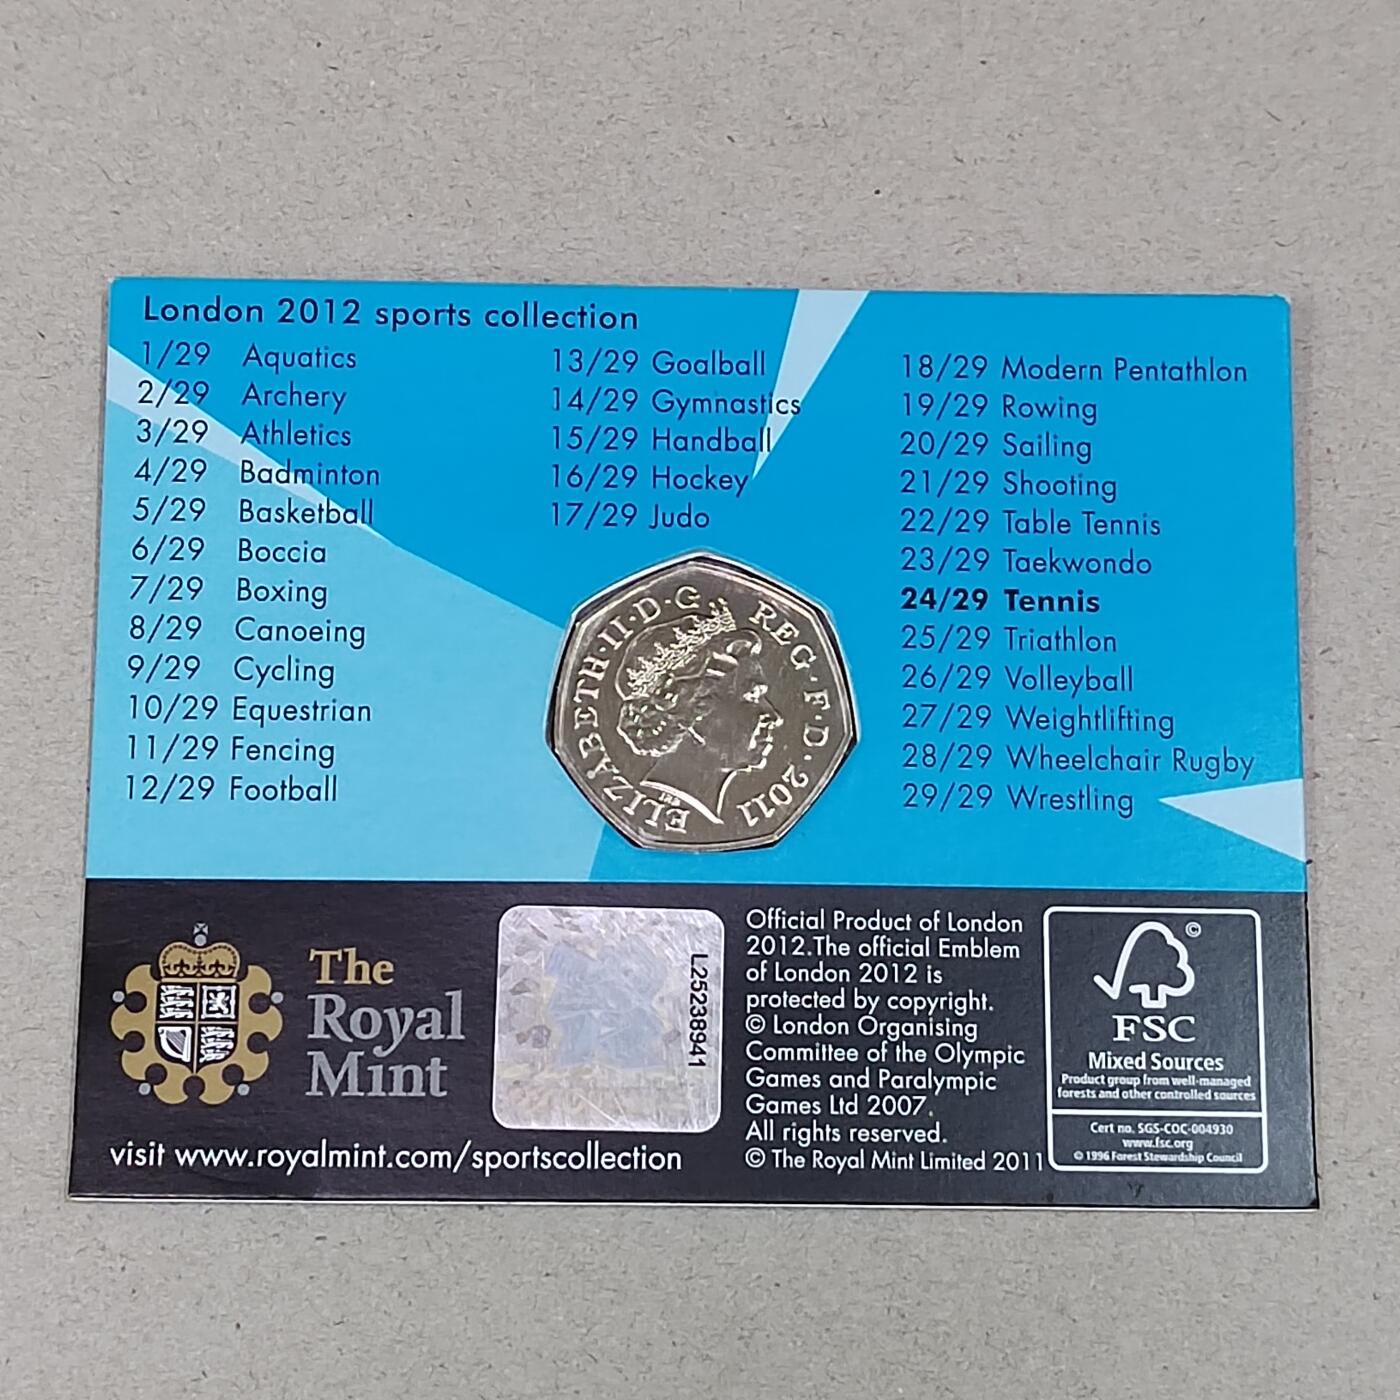 London 2012 sports collection
1/29 Aquatics
2/29 Archery
3/29 Athletics
4/29 Badminton
5/29 Basketball
6/29 Boccia
7/29 Boxing
8/29 Canoeing
9/29 Cycling
10/29 Equestrian
11/29 Fencing
12/29 Football
13/29 Goalball
14/29 Gymnastics
15/29 Handball
16/29 Hockey
17/29 Judo
18/29 Modern Pentathlon
19/29 Rowing
20/29 Sailing
21/29 Shooting
22/29 Table Tennis
23/29 Taekwondo
24/29 Tennis
25/29 Triathlon
26/29 Volleyball
27/29 Weightlifting
28/29 Wheelchair Rugby
29/29 Wrestling
ELIZABETH·II·D·G REG·F·D·2011
IRB
The
Royal
Mint
visit www.royalmint.com/sportscollection
L25238941
Official Product of London
2012.The official Emblem
of London 2012 is
protected by copyright.
© London Organising
Committee of the Olympic
Games and Paralympic
Games Ltd 2007.
All rights reserved.
© The Royal Mint Limited 2011
©
FSC
Mixed Sources
Product group from well-managed
forests and other controlled sources
Cert no. SGS-COC-004930
www.fsc.org
© 1996 Forest Stewardship Council